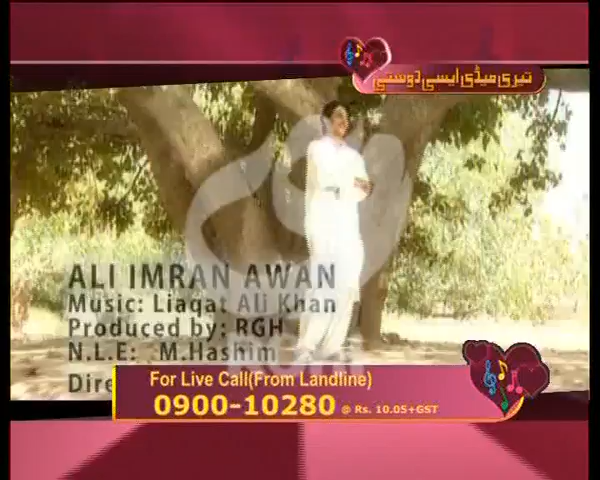 تیری میڈی ایسی دوستی
ALI IMRAN AWAN
Music: Liaqat Ali Khan
Produced by: RGH
N.L.E: M.Hashim
For Live Call(From Landline)
0900-10280 @ Rs. 10.05+GST